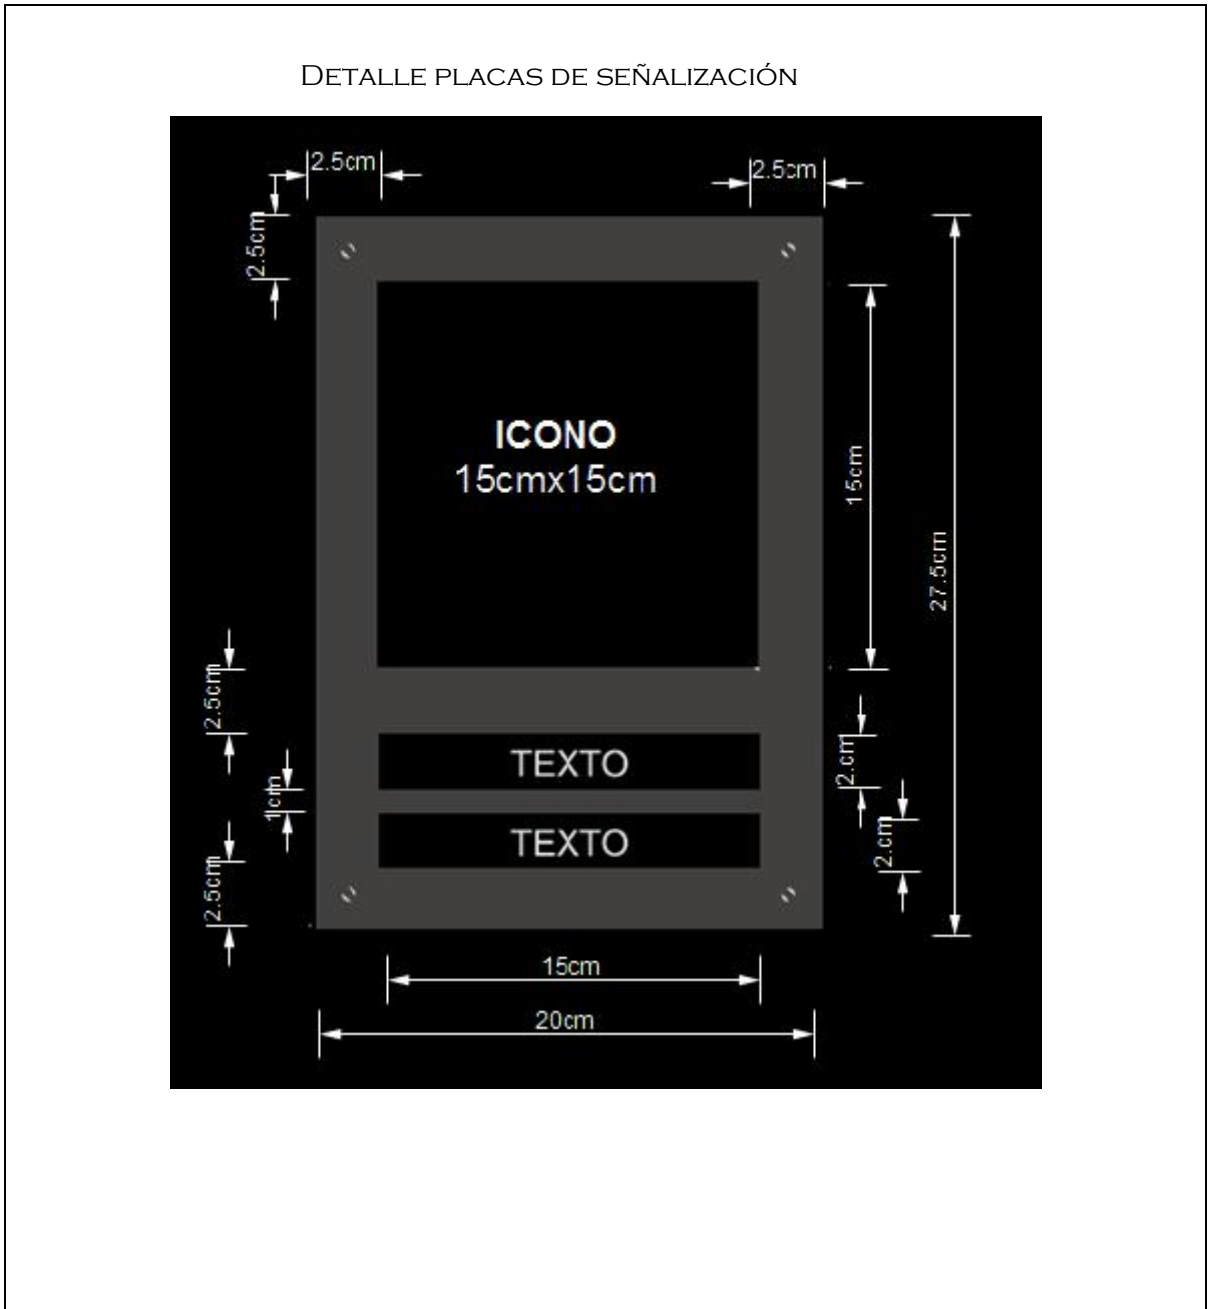 DETALLE PLACAS DE SEÑALIZACIÓN
2.5cm
2.5cm
2.5cm
ICONO
15cmx15cm
15cm
27.5cm
2.5cm
TEXTO
2.cm
1cm
TEXTO
2.cm
2.5cm
15cm
20cm